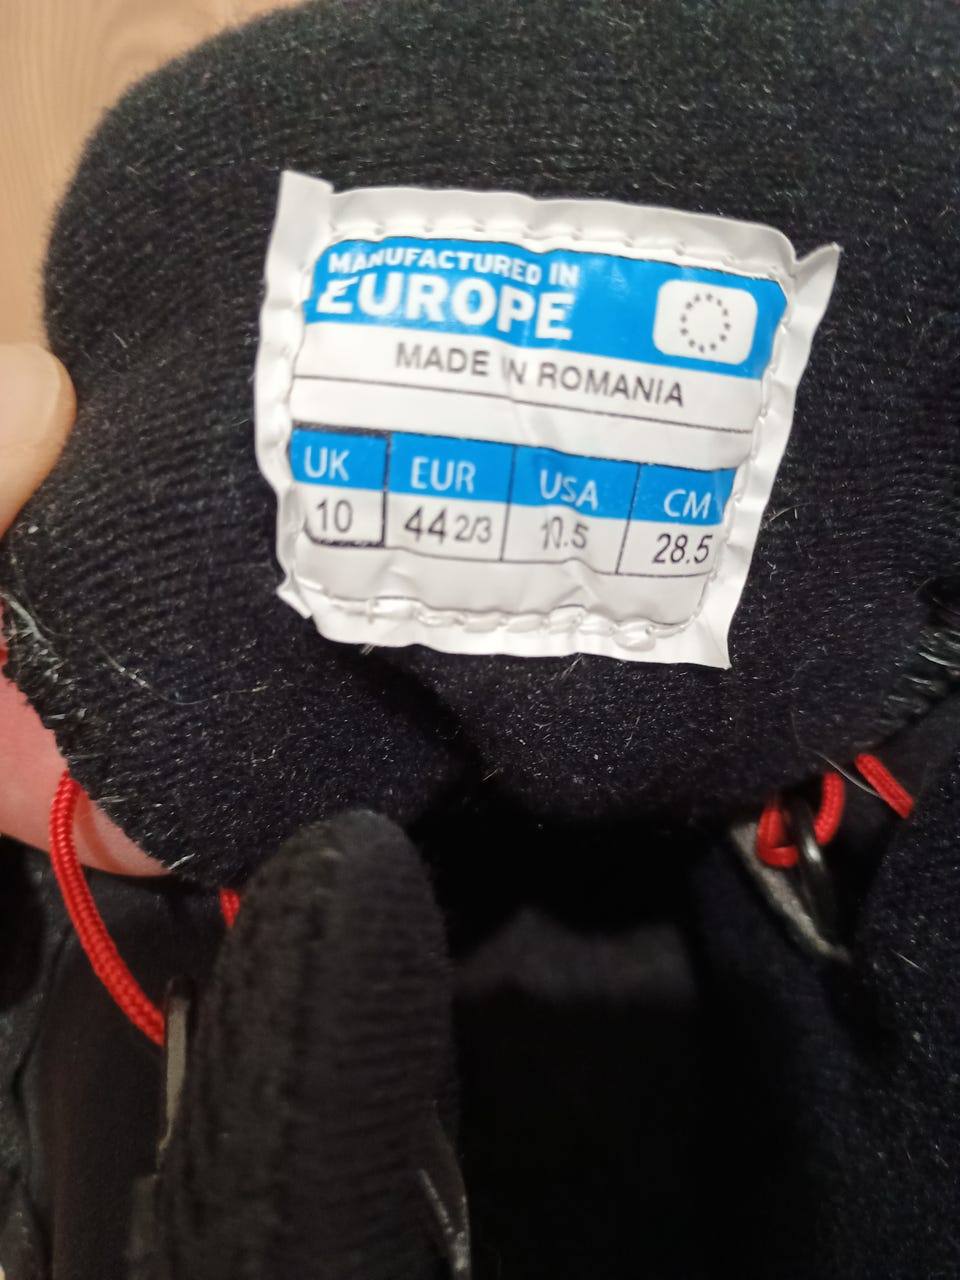 MANUFACTURED IN
EUROPE
MADE IN ROMANIA
UK EUR USA CM
10 44 2/3 10.5 28.5